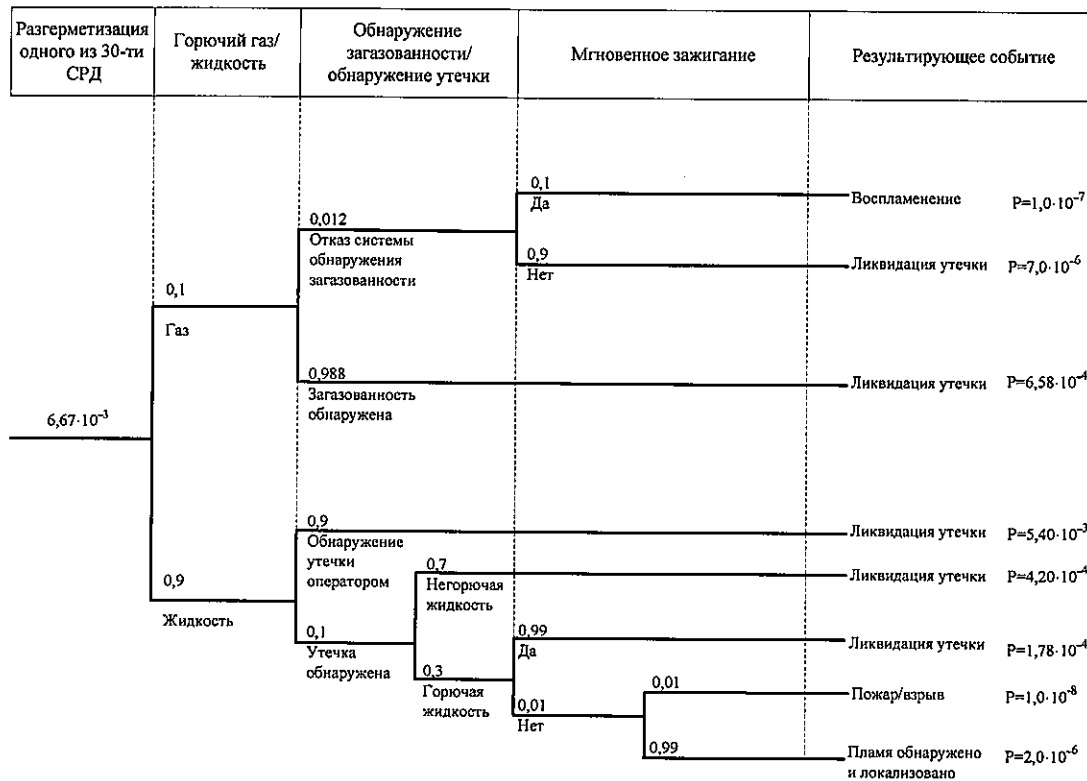 Разгерметизация
одного из 30-ти
СРД
Горючий газ/
жидкость
Обнаружение
загазованности/
обнаружение утечки
Мгновенное зажигание
Результирующее событие
0,1
Да
Воспламенение
P=1,0·10⁻⁷
0,012
Отказ системы
обнаружения
загазованности
0,9
Нет
Ликвидация утечки
P=7,0·10⁻⁶
0,1
Газ
0,988
Загазованность
обнаружена
Ликвидация утечки
P=6,58·10⁻⁴
6,67·10⁻³
0,9
Обнаружение
утечки
оператором
Ликвидация утечки
P=5,40·10⁻³
0,7
Негорючая
жидкость
Ликвидация утечки
P=4,20·10⁻⁴
0,9
Жидкость
0,1
Утечка
обнаружена
0,99
Да
Ликвидация утечки
P=1,78·10⁻⁴
0,3
Горючая
жидкость
0,01
Нет
0,01
Пожар/взрыв
P=1,0·10⁻⁸
0,99
Пламя обнаружено
и локализовано
P=2,0·10⁻⁶